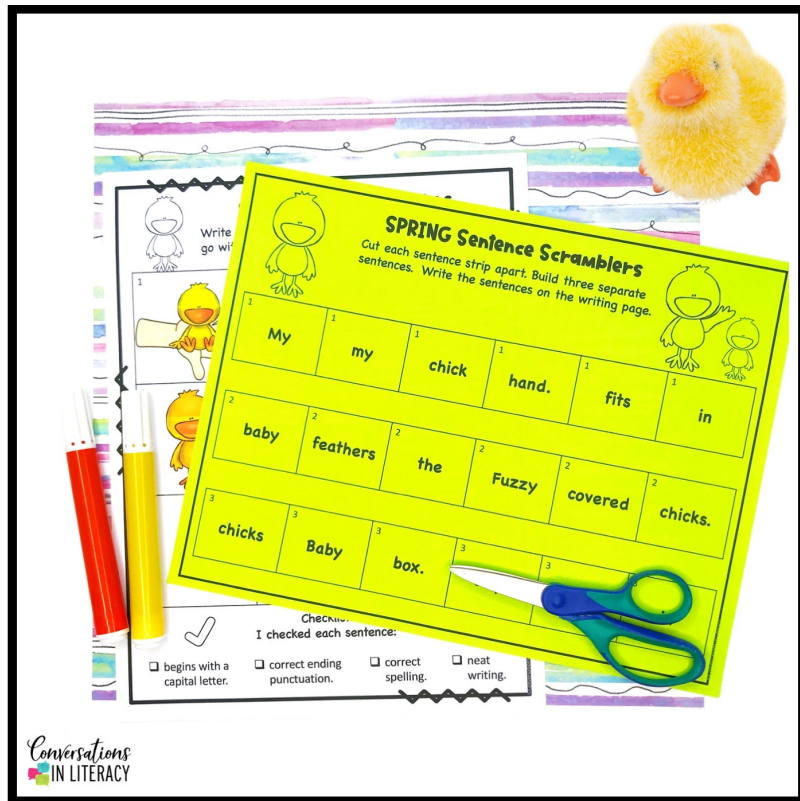 Write
go wi
1
SPRING Sentence Scramblers
Cut each sentence strip apart. Build three separate
sentences. Write the sentences on the writing page.
1 1 1 1 1 1
My my chick hand. fits in
2 2 2 2 2 2
baby feathers the Fuzzy covered chicks.
3 3 3 3 3
chicks Baby box.
Checklis
I checked each sentence:
☐ begins with a capital letter.
☐ correct ending punctuation.
☐ correct spelling.
☐ neat writing.
Conversations
IN LITERACY